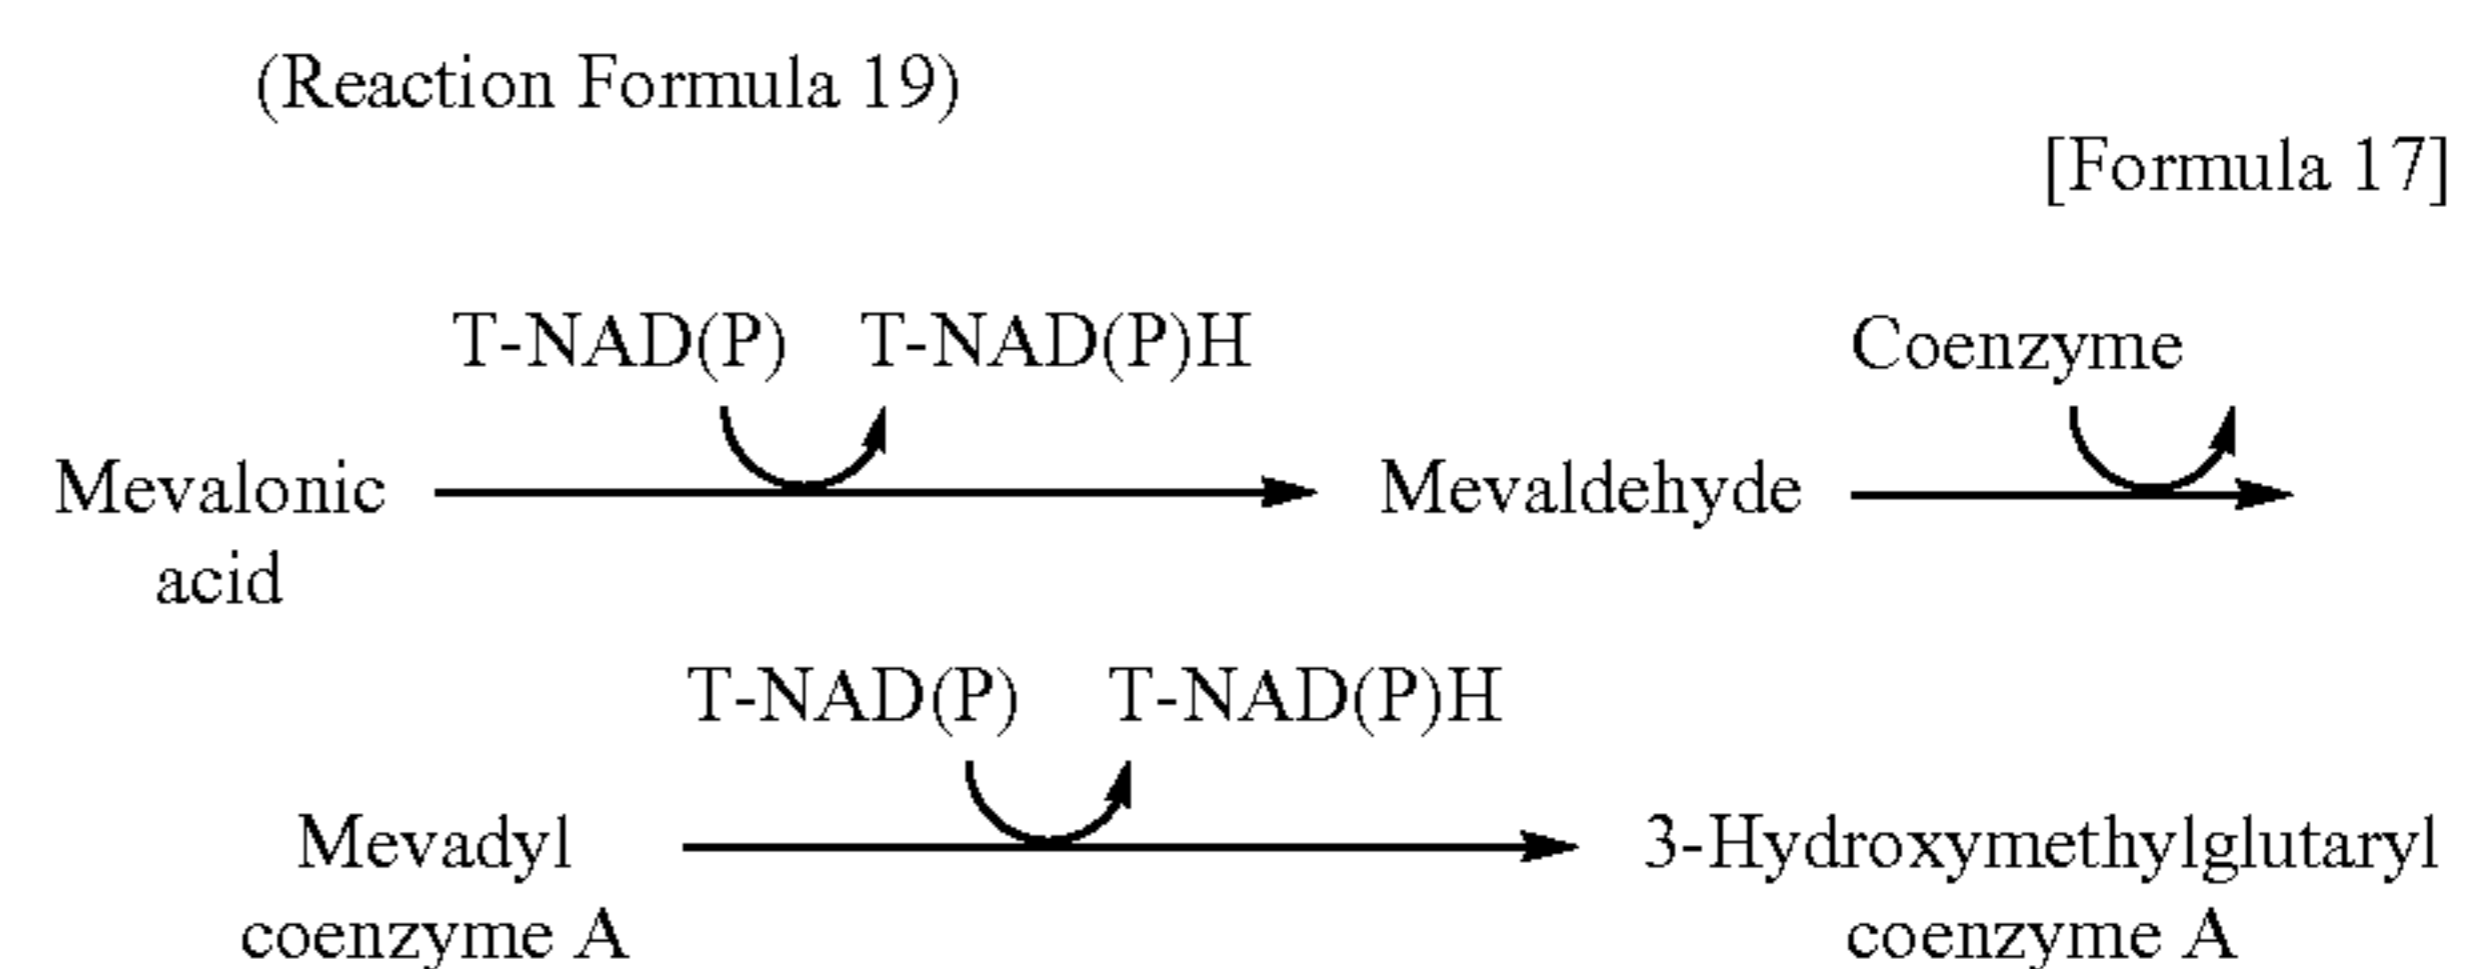 (Reaction Formula 19)
[Formula 17]
T-NAD(P) T-NAD(P)H Coenzyme
Mevalonic Mevaldehyde
acid
T-NAD(P) T-NAD(P)H
Mevadyl 3-Hydroxymethylglutaryl
coenzyme A coenzyme A